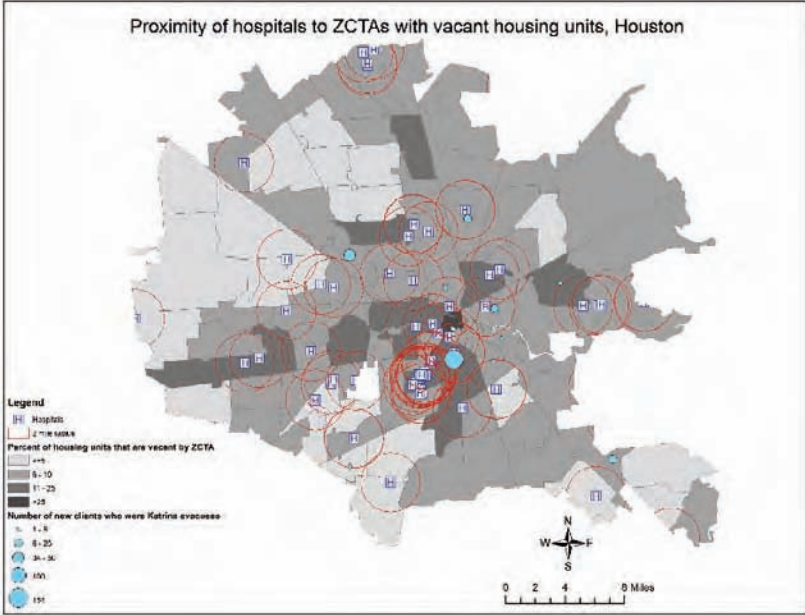 Proximity of hospitals to ZCTAs with vacant housing units, Houston
Legend
Hospitals
2 mile radius
Percent of housing units that are vacant by ZCTA
6 - 10
11 - 25
>25
Number of new clients who were Katrina evacuees
6 - 25
100
N
W
S
0 2 4 8 Miles